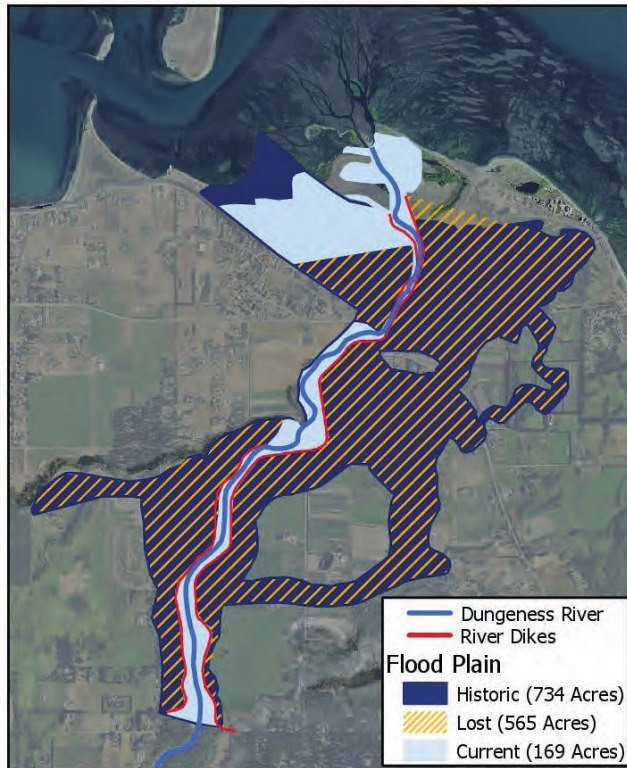 Dungeness River
River Dikes
Flood Plain
Historic (734 Acres)
Lost (565 Acres)
Current (169 Acres)